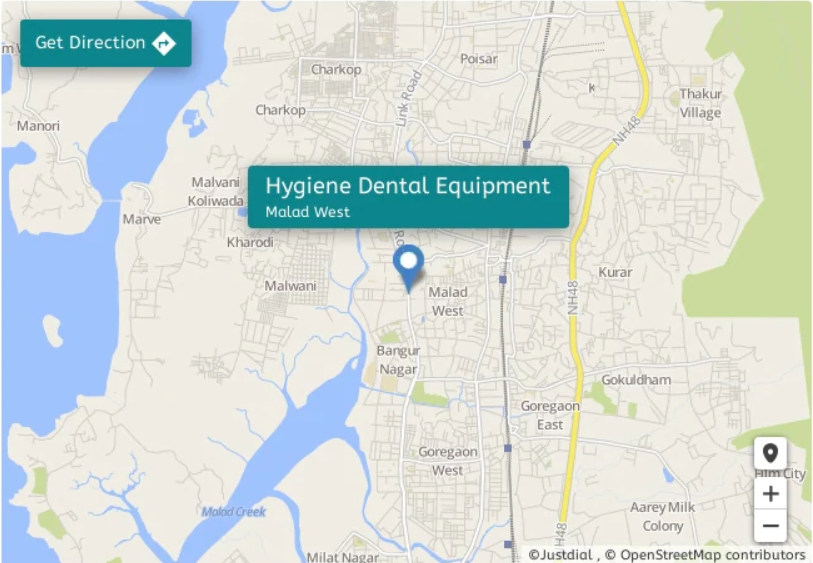 Get Direction
Manori
Charkop
Poisar
Link Road
Charkop
NH48
Thakur
Village
Hygiene Dental Equipment
Malad West
Malvani
Koliwada
Marve
Kharodi
Malwani
Malad
West
Kurar
NH48
Bangur
Nagar
Gokuldham
Goregaon
East
Goregaon
West
Film City
Malad Creek
Aarey Milk
Colony
Milat Nagar
©Justdial , © OpenStreetMap contributors